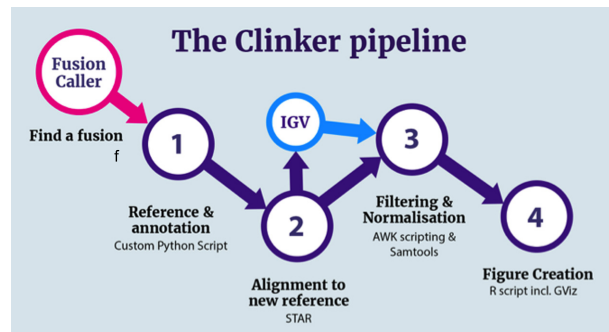 The Clinker pipeline
Fusion
Caller
Find a fusion
f
1
Reference &
annotation
Custom Python Script
2
Alignment to
new reference
STAR
IGV
3
Filtering &
Normalisation
AWK scripting &
Samtools
4
Figure Creation
R script incl. GViz